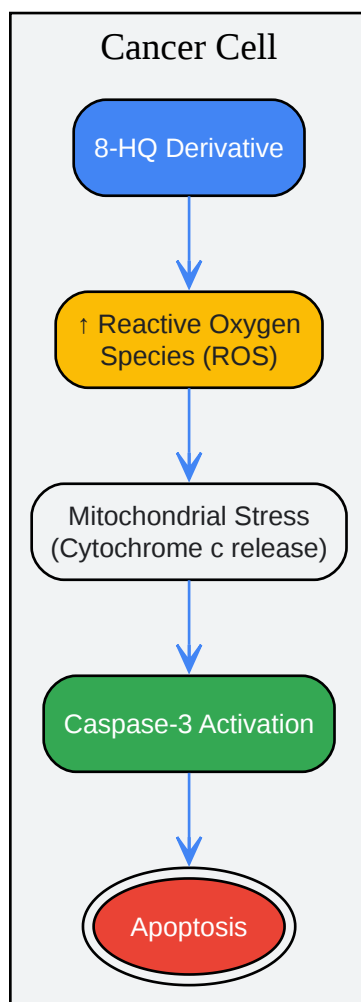 Cancer Cell
8-HQ Derivative
↑ Reactive Oxygen
Species (ROS)
Mitochondrial Stress
(Cytochrome c release)
Caspase-3 Activation
Apoptosis